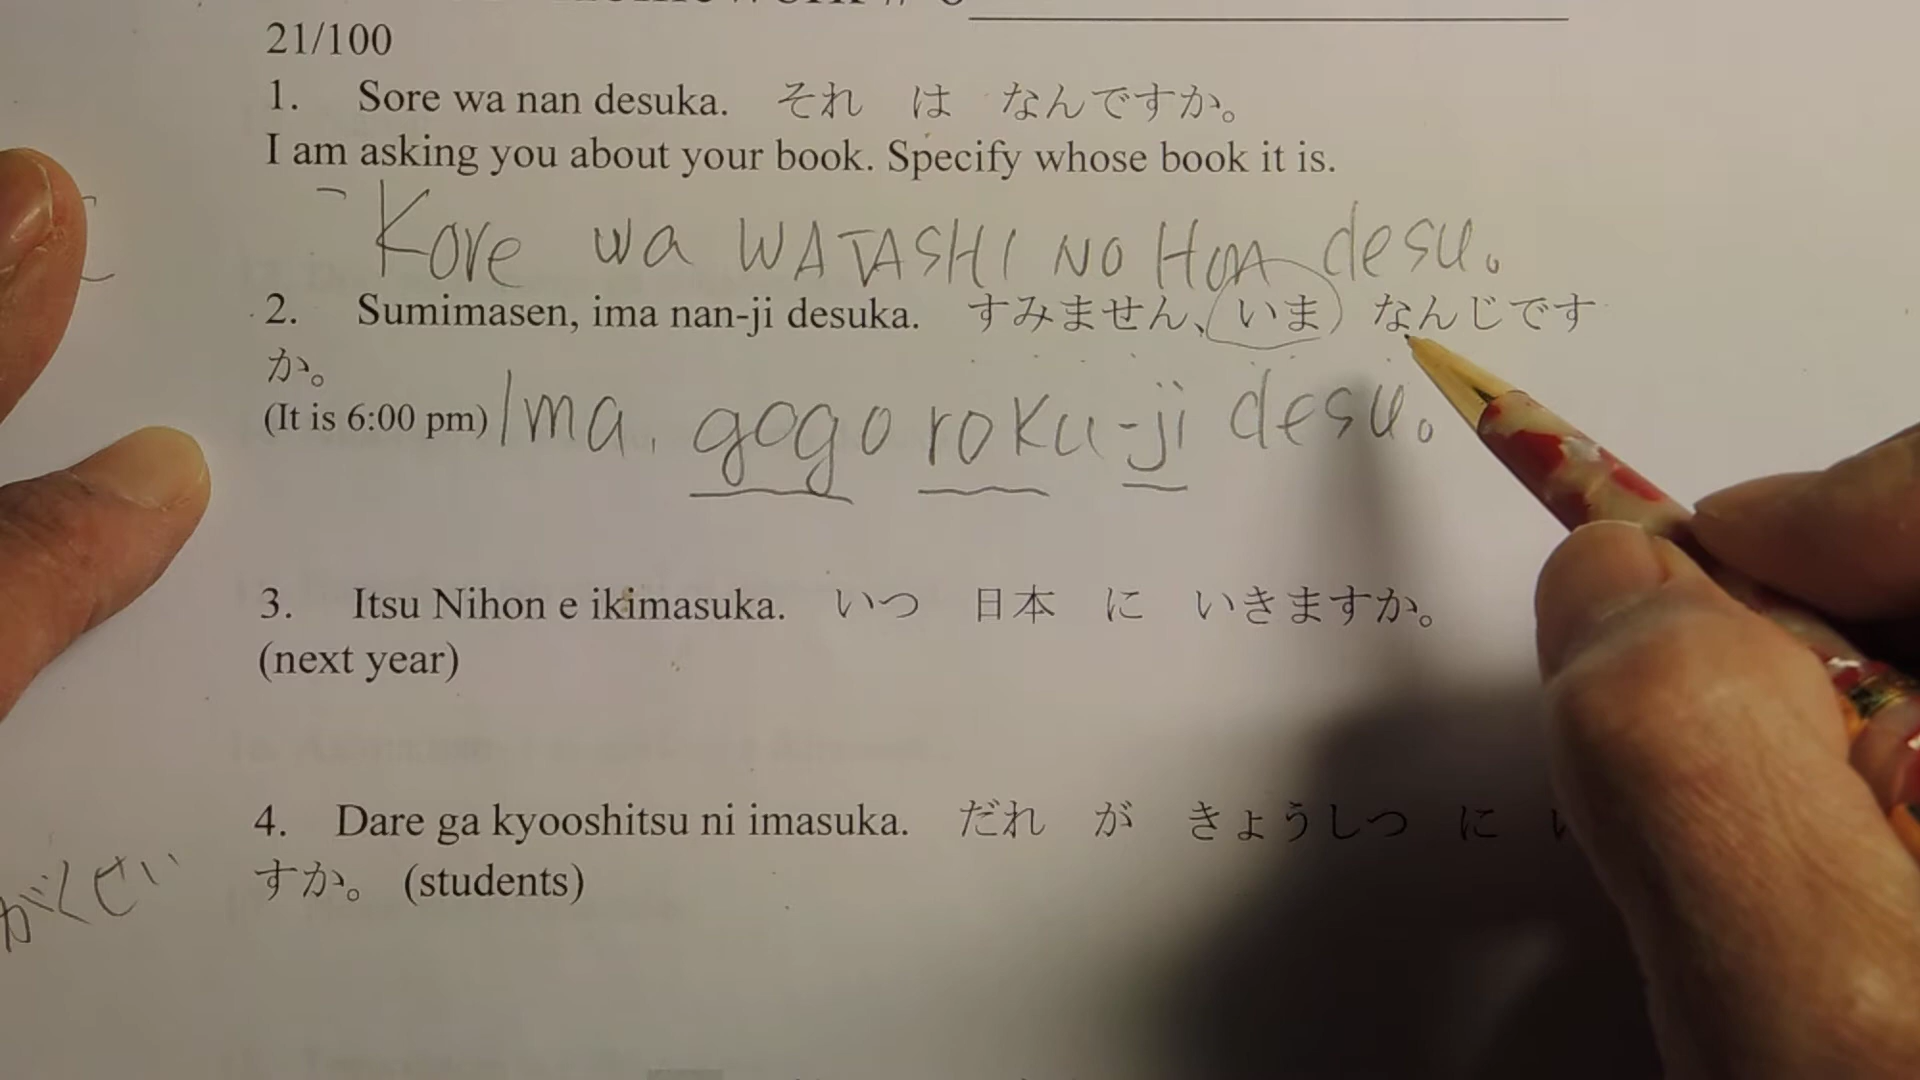 21/100
1. Sore wa nan desuka. それ は なんですか。
I am asking you about your book. Specify whose book it is.
Kore wa WATASHI NO HON desu.
2. Sumimasen, ima nan-ji desuka. すみません、いま なんじです
か。
(It is 6:00 pm) Ima, gogo roku-ji desu。
3. Itsu Nihon e ikimasuka. いつ 日本 に いきますか。
(next year)
4. Dare ga kyooshitsu ni imasuka. だれ が きょうしつ に い
すか。 (students)
がくせい